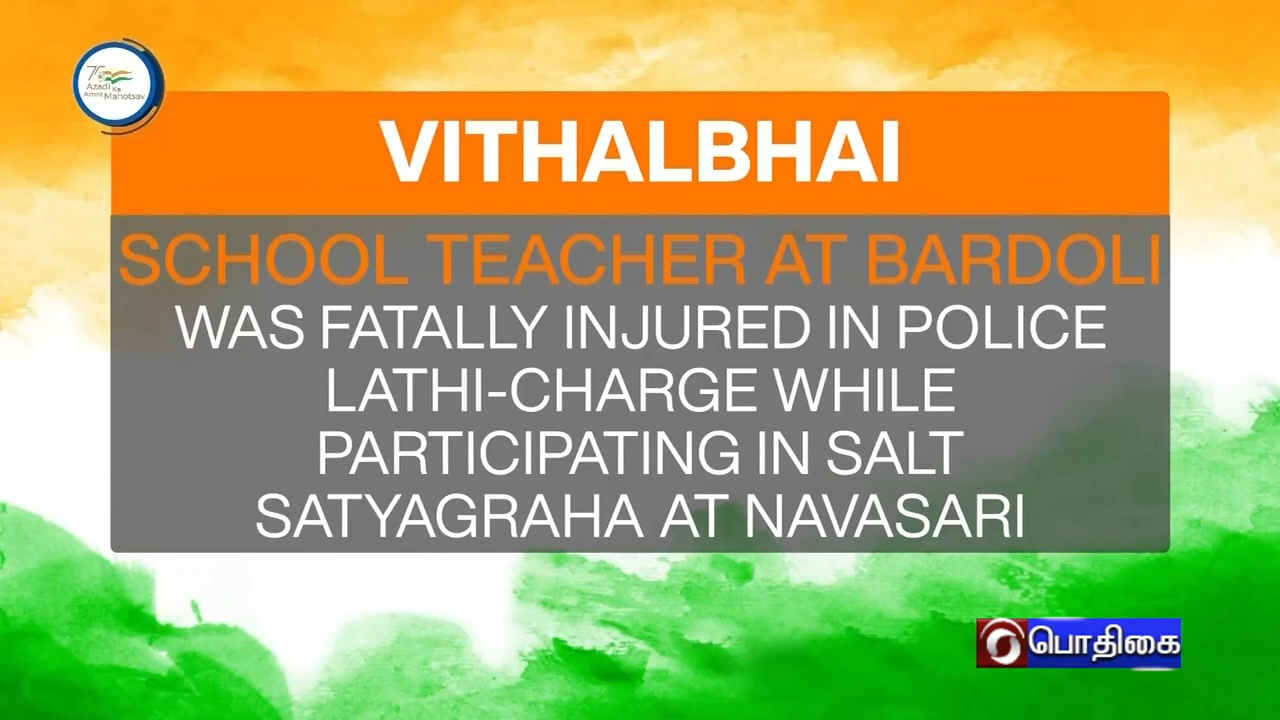 75
Azadi Ka
Amrit Mahotsav
VITHALBHAI
SCHOOL TEACHER AT BARDOLI
WAS FATALLY INJURED IN POLICE
LATHI-CHARGE WHILE
PARTICIPATING IN SALT
SATYAGRAHA AT NAVASARI
பொதிகை